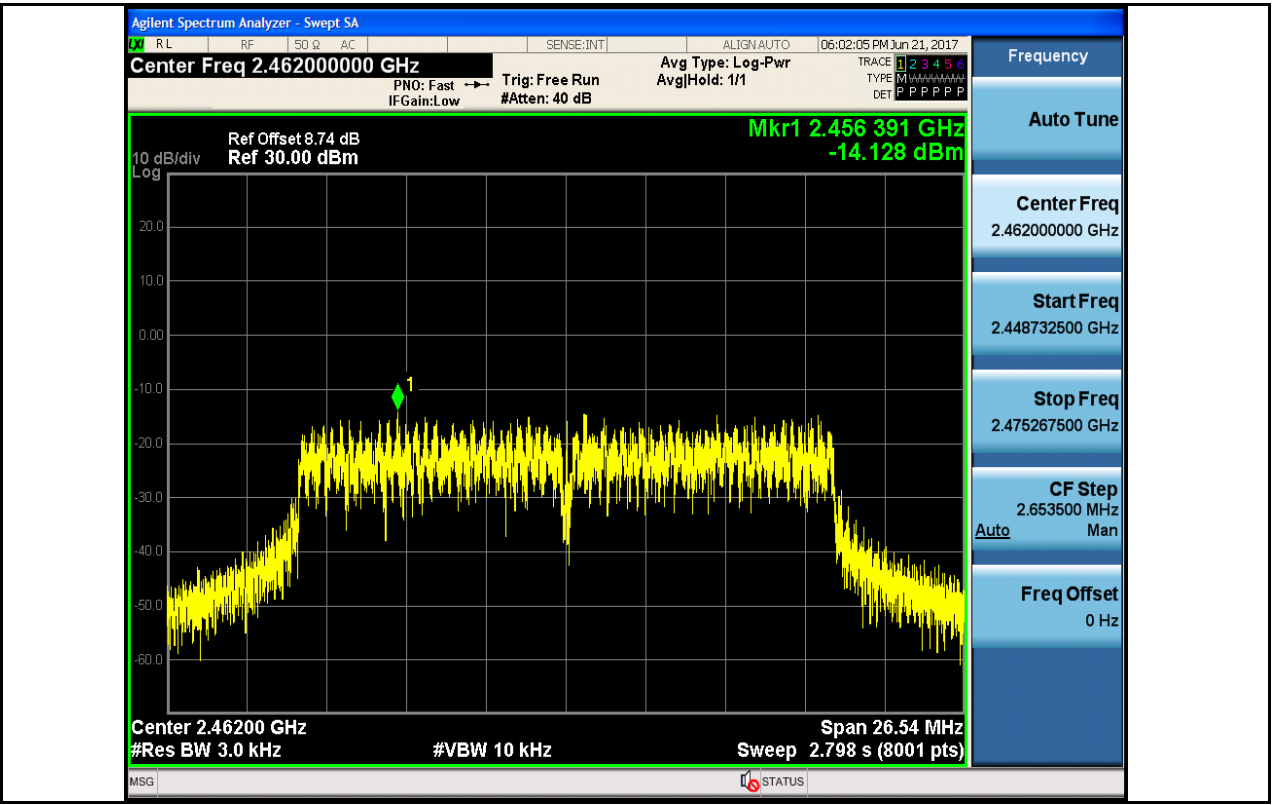 Agilent Spectrum Analyzer - Swept SA
LXI RL RF 50 Ω AC SENSE:INT ALIGN AUTO 06:02:05 PM Jun 21, 2017
Center Freq 2.462000000 GHz
PNO: Fast
IFGain:Low
Trig: Free Run
#Atten: 40 dB
Avg Type: Log-Pwr
Avg|Hold: 1/1
TRACE 1 2 3 4 5 6
TYPE M WWWWW
DET P P P P P P
Mkr1 2.456 391 GHz
-14.128 dBm
Ref Offset 8.74 dB
10 dB/div Ref 30.00 dBm
Log
20.0
10.0
0.00
-10.0
-20.0
-30.0
-40.0
-50.0
-60.0
1
Center 2.46200 GHz Span 26.54 MHz
#Res BW 3.0 kHz #VBW 10 kHz Sweep 2.798 s (8001 pts)
MSG STATUS
Frequency
Auto Tune
Center Freq
2.462000000 GHz
Start Freq
2.448732500 GHz
Stop Freq
2.475267500 GHz
CF Step
2.653500 MHz
Auto Man
Freq Offset
0 Hz